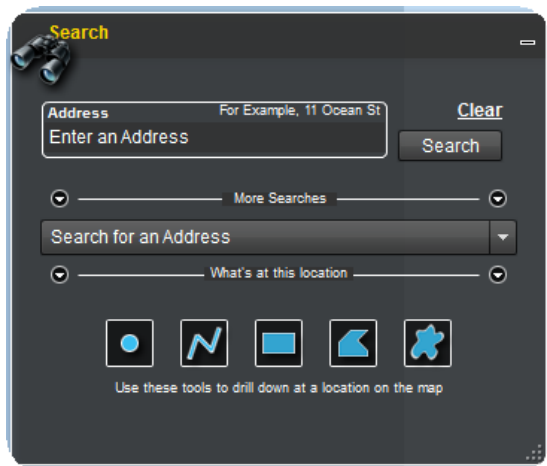 Search
Address For Example, 11 Ocean St
Clear
Enter an Address
Search
More Searches
Search for an Address
What's at this location
Use these tools to drill down at a location on the map